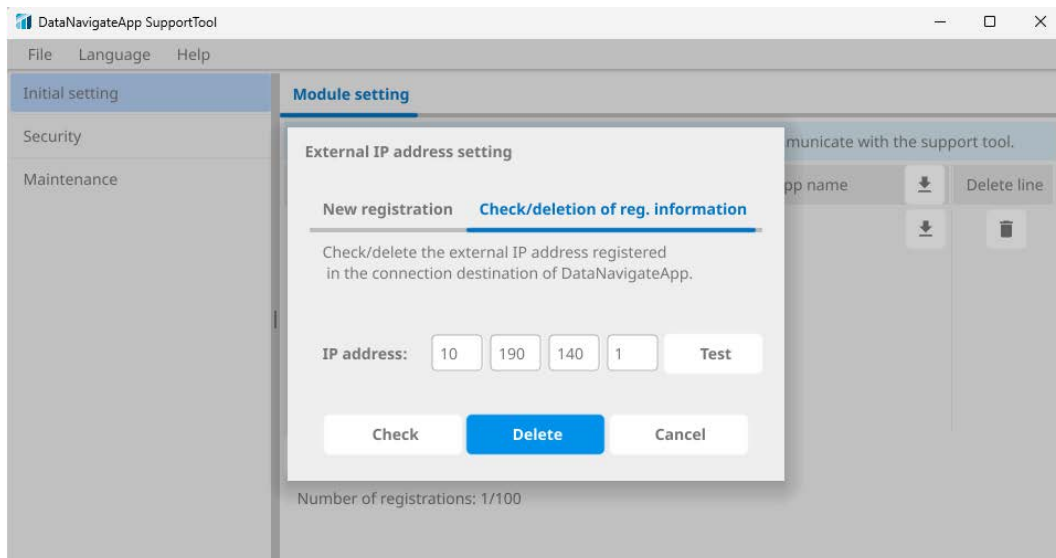 DataNavigateApp SupportTool
File Language Help
Initial setting
Security
Maintenance
Module setting
municate with the support tool.
pp name Delete line
External IP address setting
New registration Check/deletion of reg. information
Check/delete the external IP address registered
in the connection destination of DataNavigateApp.
IP address: 10 190 140 1 Test
Check Delete Cancel
Number of registrations: 1/100